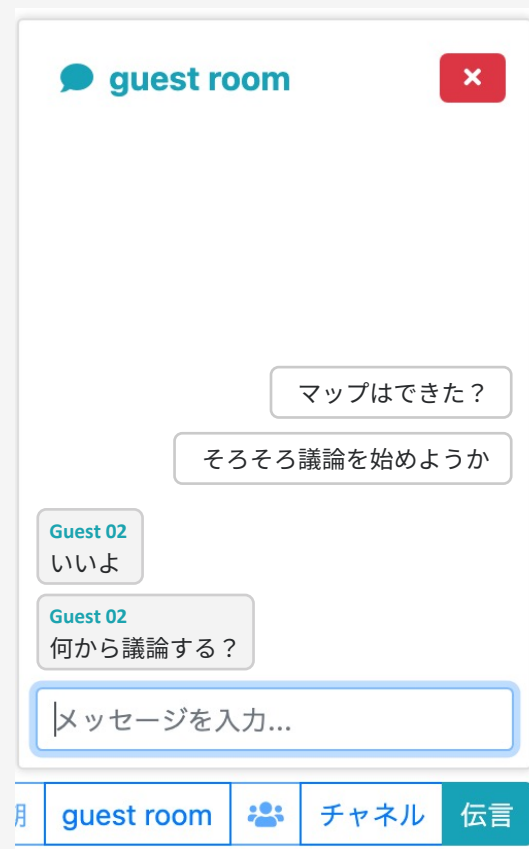 guest room
マップはできた？
そろそろ議論を始めようか
Guest 02
いいよ
Guest 02
何から議論する？
メッセージを入力...
guest room チャネル 伝言